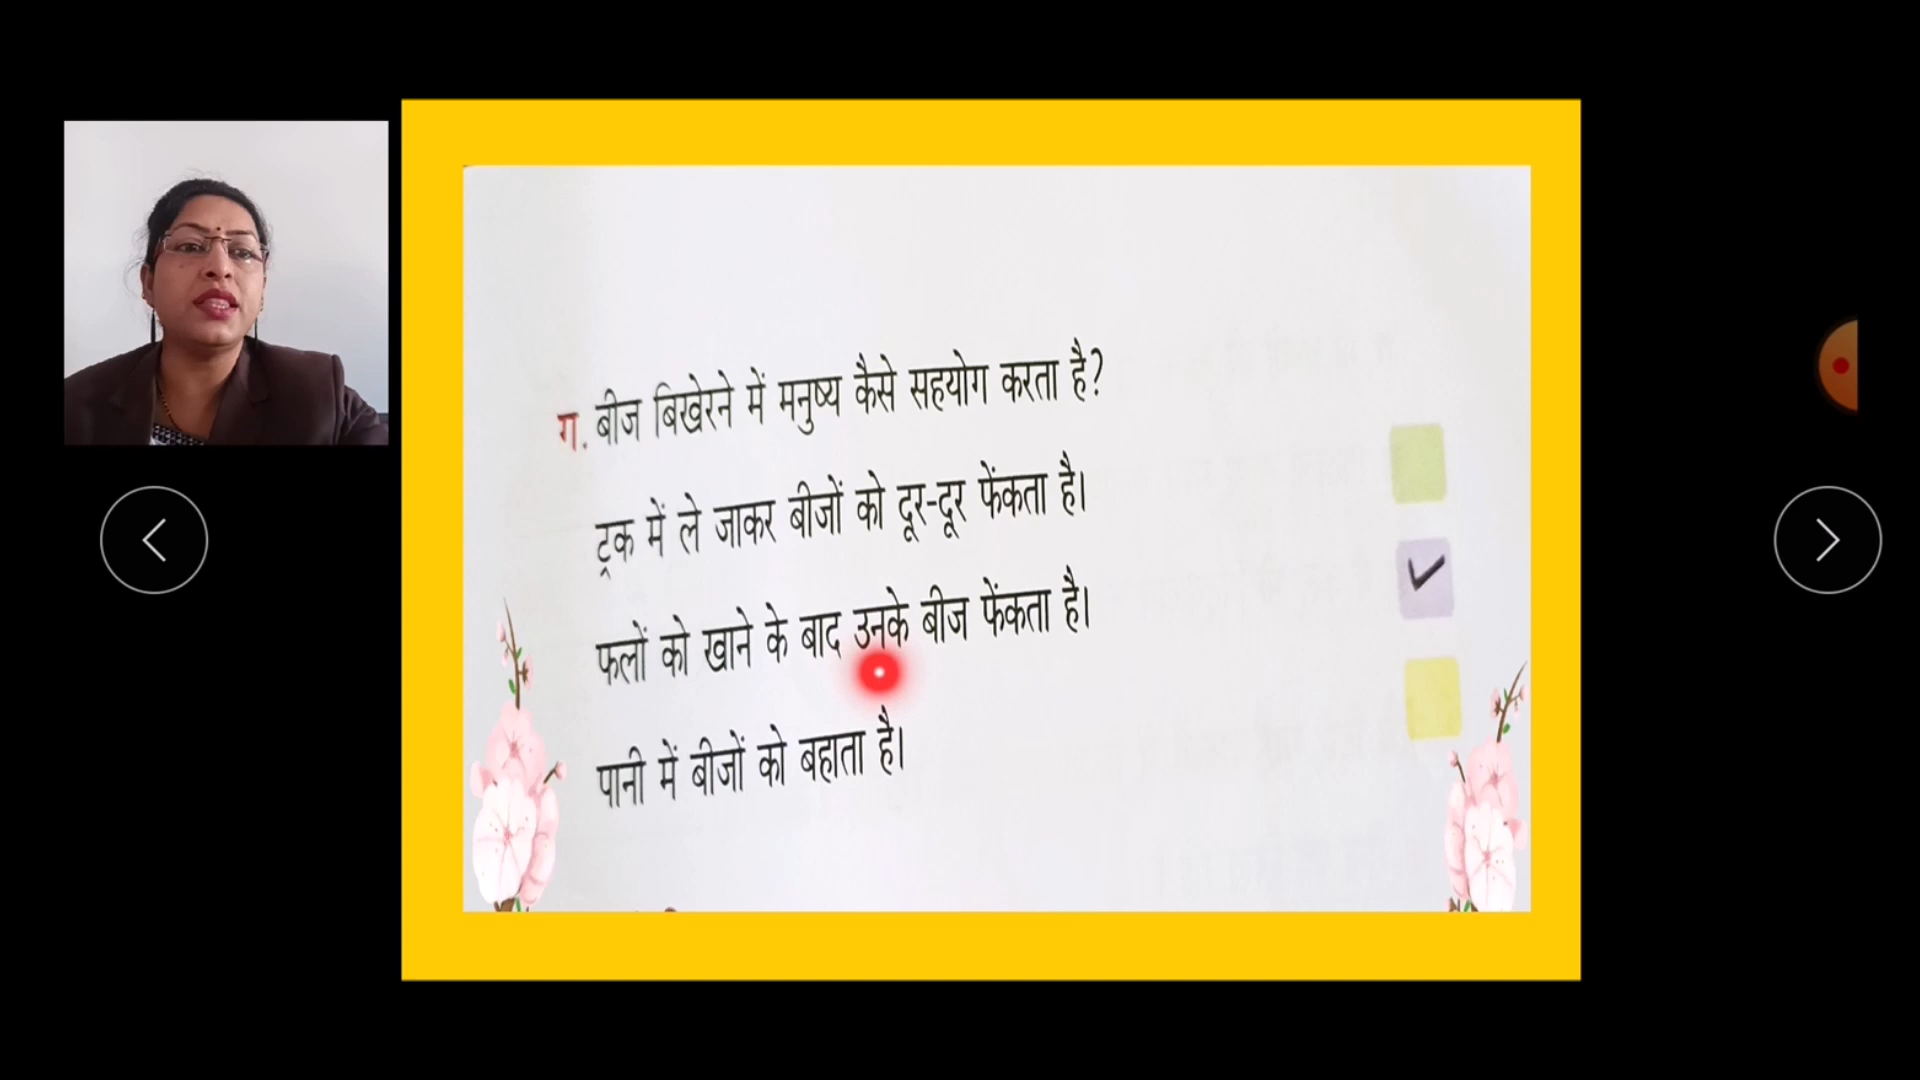 ग. बीज बिखेरने में मनुष्य कैसे सहयोग करता है?
ट्रक में ले जाकर बीजों को दूर-दूर फेंकता है।
फलों को खाने के बाद उनके बीज फेंकता है।
पानी में बीजों को बहाता है।